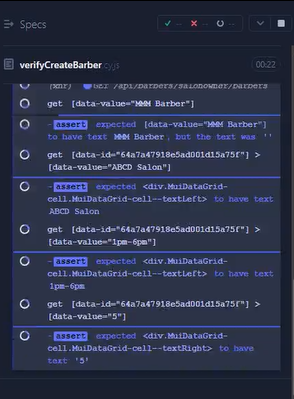 Specs
--
--
--
verifyCreateBarber.cy.js
00:22
(xhr) GET /api/barbers/salonowner/barbers
get [data-value="MMM Barber"]
-assert expected [data-value="MMM Barber"]
to have text MMM Barber, but the text was ''
get [data-id="64a7a47918e5ad001d15a75f"] >
[data-value="ABCD Salon"]
-assert expected <div.MuiDataGrid-
cell.MuiDataGrid-cell--textLeft> to have text
ABCD Salon
get [data-id="64a7a47918e5ad001d15a75f"] >
[data-value="1pm-6pm"]
-assert expected <div.MuiDataGrid-
cell.MuiDataGrid-cell--textLeft> to have text
1pm-6pm
get [data-id="64a7a47918e5ad001d15a75f"] >
[data-value="5"]
-assert expected <div.MuiDataGrid-
cell.MuiDataGrid-cell--textRight> to have
text '5'